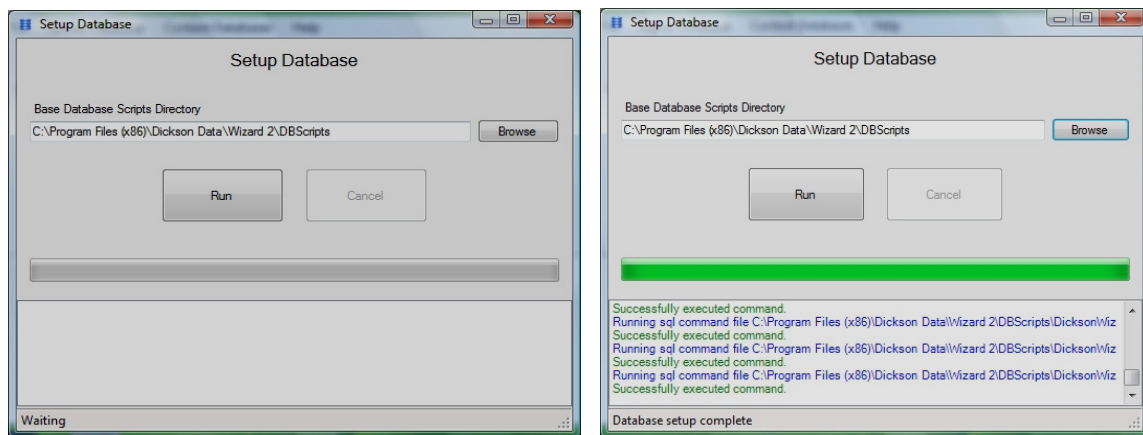 Setup Database
Setup Database
Base Database Scripts Directory
C:\Program Files (x86)\Dickson Data\Wizard 2\DBScripts
Browse
Run
Cancel
Waiting
Setup Database
Setup Database
Base Database Scripts Directory
C:\Program Files (x86)\Dickson Data\Wizard 2\DBScripts
Browse
Run
Cancel
Successfully executed command.
Running sql command file C:\Program Files (x86)\Dickson Data\Wizard 2\DBScripts\DicksonWiz
Successfully executed command.
Running sql command file C:\Program Files (x86)\Dickson Data\Wizard 2\DBScripts\DicksonWiz
Successfully executed command.
Running sql command file C:\Program Files (x86)\Dickson Data\Wizard 2\DBScripts\DicksonWiz
Successfully executed command.
Database setup complete